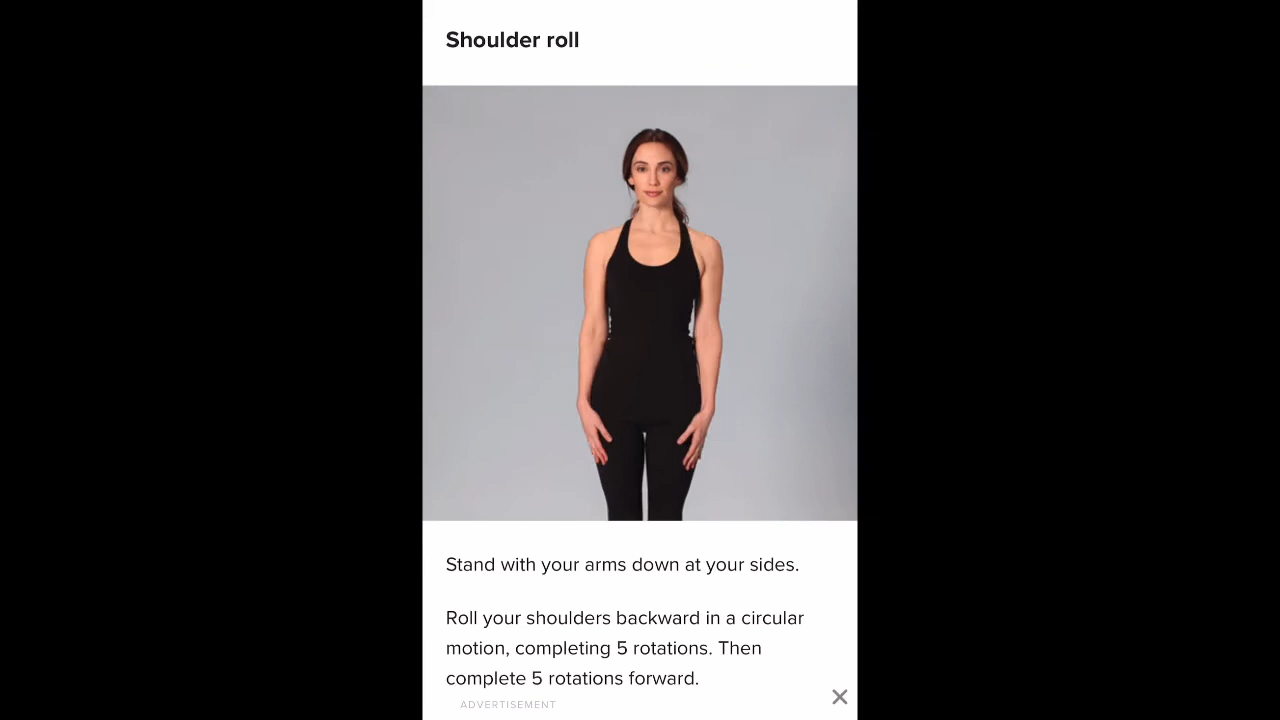 Shoulder roll
Stand with your arms down at your sides.
Roll your shoulders backward in a circular
motion, completing 5 rotations. Then
complete 5 rotations forward.
ADVERTISEMENT